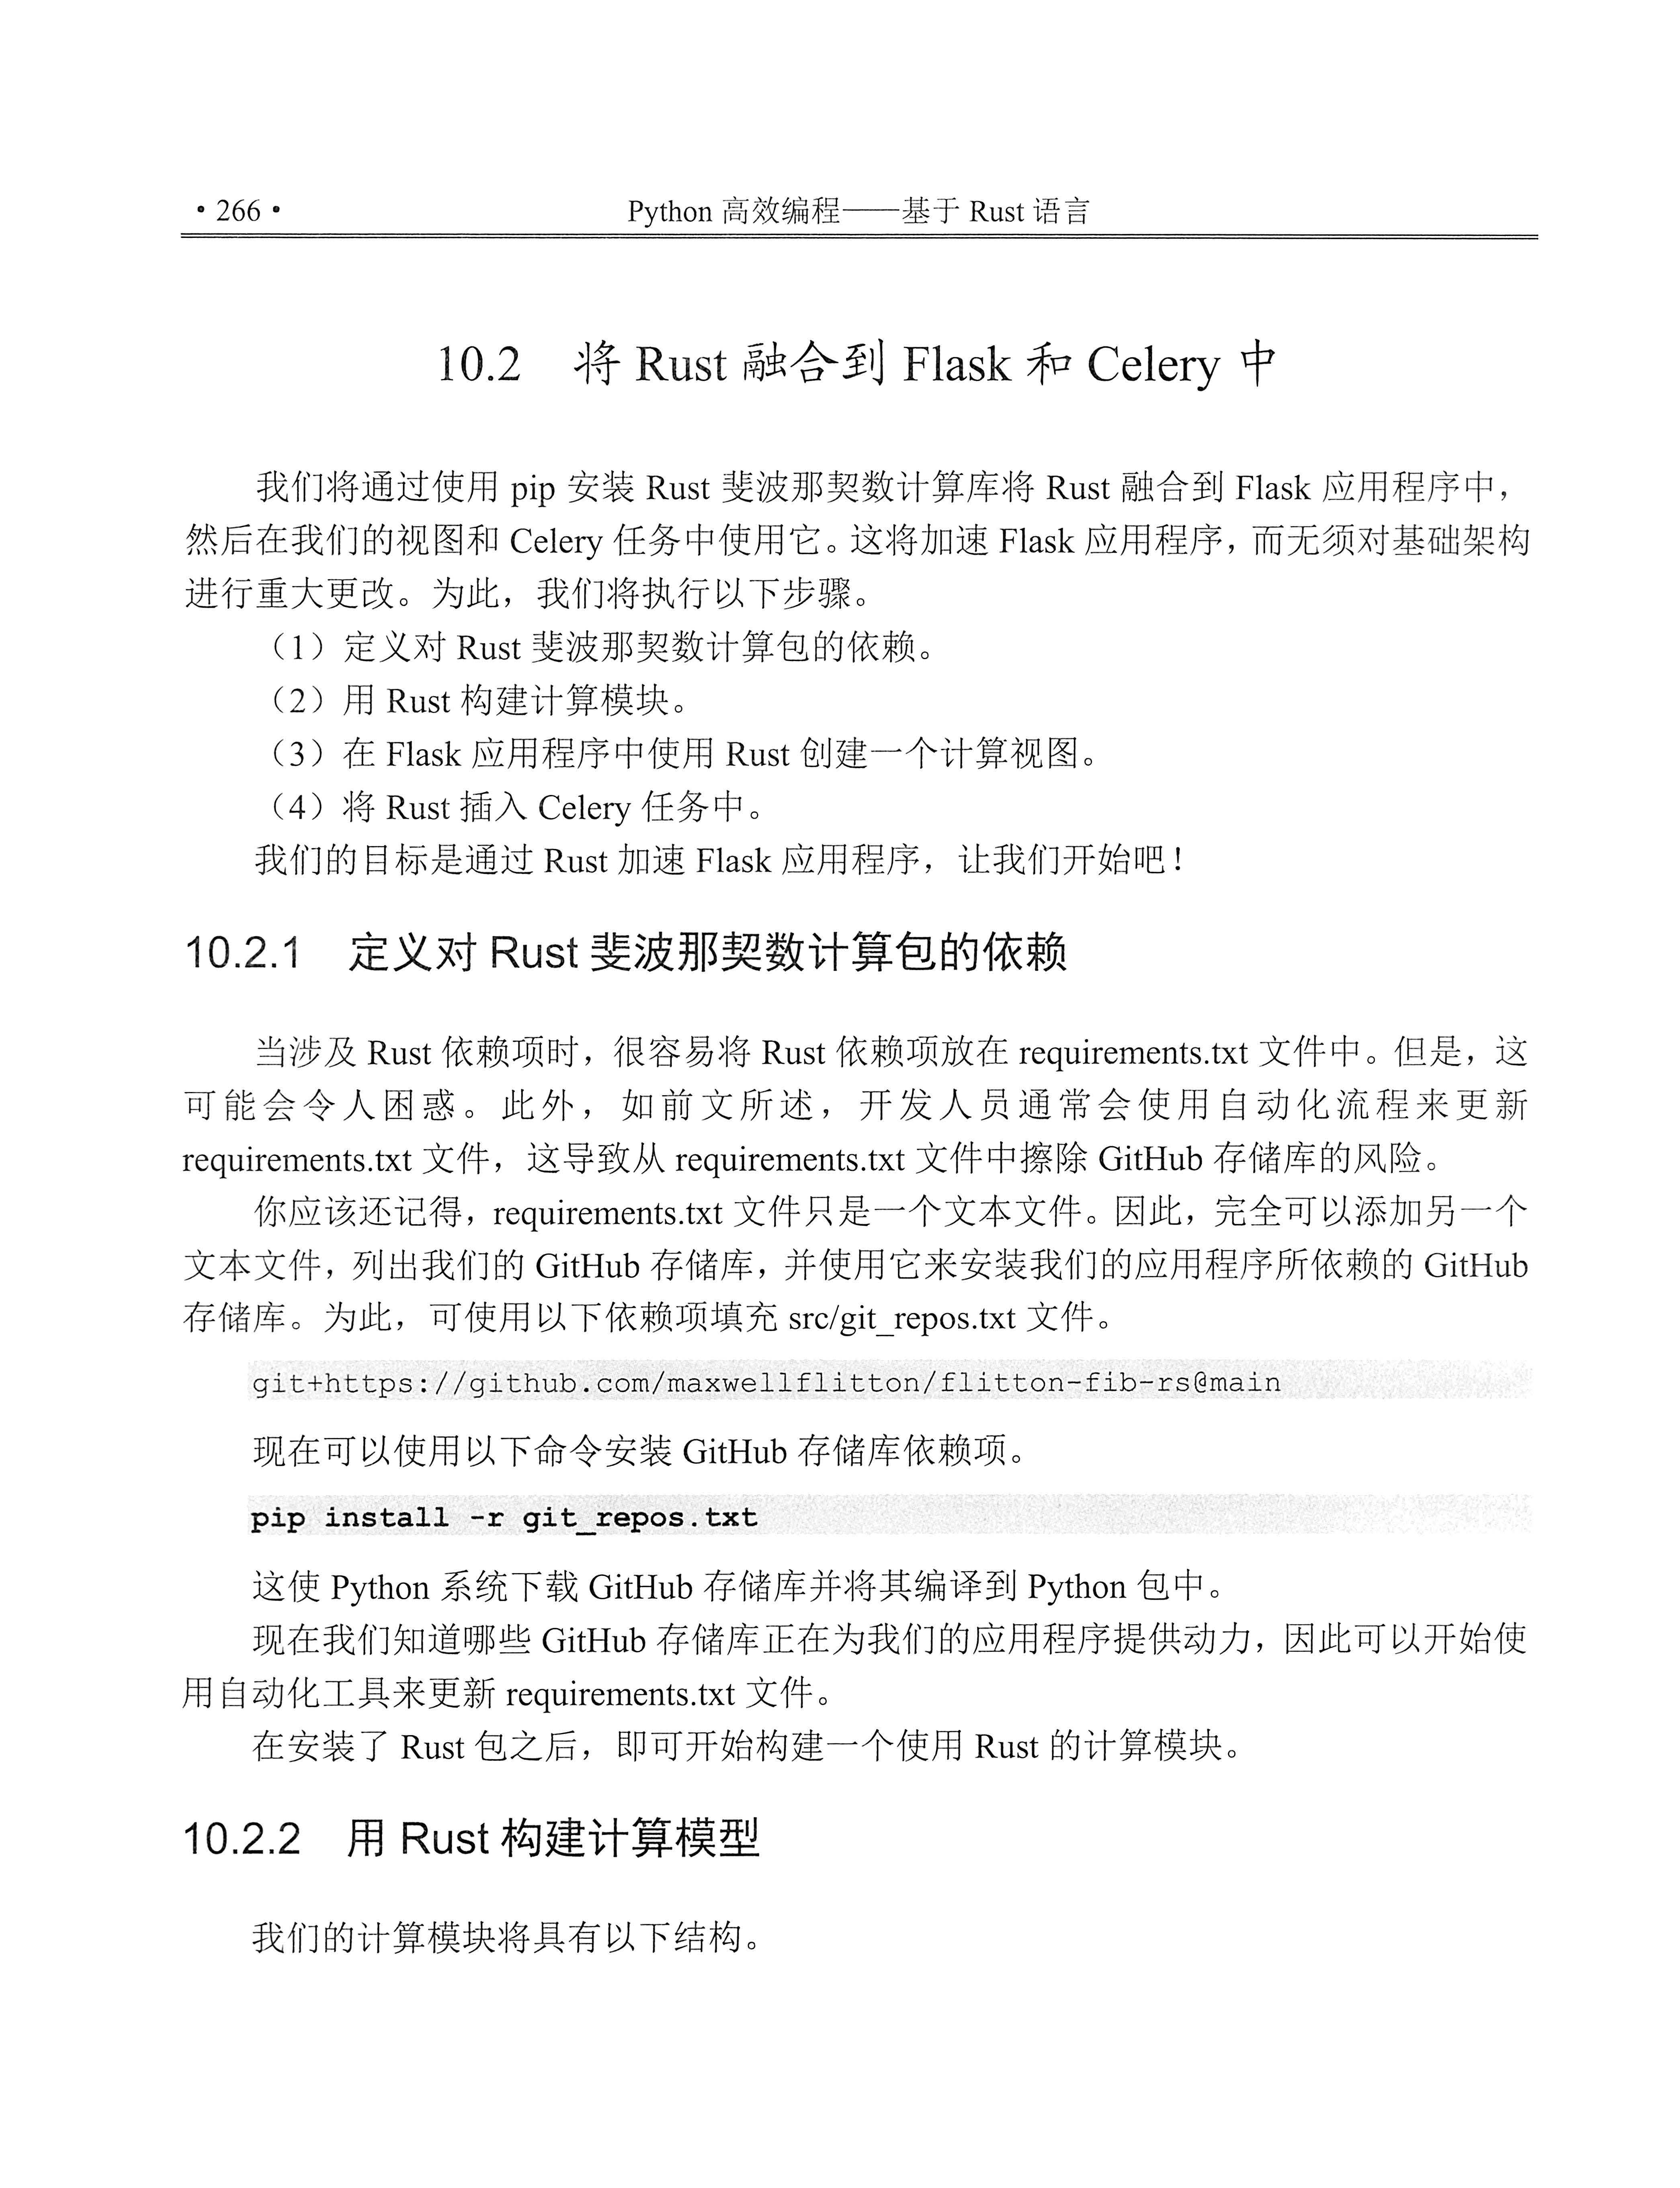 • 266 •
Python 高效编程——基于 Rust 语言
10.2 将 Rust 融合到 Flask 和 Celery 中
我们将通过使用 pip 安装 Rust 斐波那契数计算库将 Rust 融合到 Flask 应用程序中，
然后在我们的视图和 Celery 任务中使用它。这将加速 Flask 应用程序，而无须对基础架构
进行重大更改。为此，我们将执行以下步骤。
（1）定义对 Rust 斐波那契数计算包的依赖。
（2）用 Rust 构建计算模块。
（3）在 Flask 应用程序中使用 Rust 创建一个计算视图。
（4）将 Rust 插入 Celery 任务中。
我们的目标是通过 Rust 加速 Flask 应用程序，让我们开始吧！
10.2.1 定义对 Rust 斐波那契数计算包的依赖
当涉及 Rust 依赖项时，很容易将 Rust 依赖项放在 requirements.txt 文件中。但是，这
可能会令人困惑。此外，如前文所述，开发人员通常会使用自动化流程来更新
requirements.txt 文件，这导致从 requirements.txt 文件中擦除 GitHub 存储库的风险。
你应该还记得，requirements.txt 文件只是一个文本文件。因此，完全可以添加另一个
文本文件，列出我们的 GitHub 存储库，并使用它来安装我们的应用程序所依赖的 GitHub
存储库。为此，可使用以下依赖项填充 src/git_repos.txt 文件。
git+https://github.com/maxwellflitton/flitton-fib-rs@main
现在可以使用以下命令安装 GitHub 存储库依赖项。
pip install -r git_repos.txt
这使 Python 系统下载 GitHub 存储库并将其编译到 Python 包中。
现在我们知道哪些 GitHub 存储库正在为我们的应用程序提供动力，因此可以开始使
用自动化工具来更新 requirements.txt 文件。
在安装了 Rust 包之后，即可开始构建一个使用 Rust 的计算模块。
10.2.2 用 Rust 构建计算模型
我们的计算模块将具有以下结构。